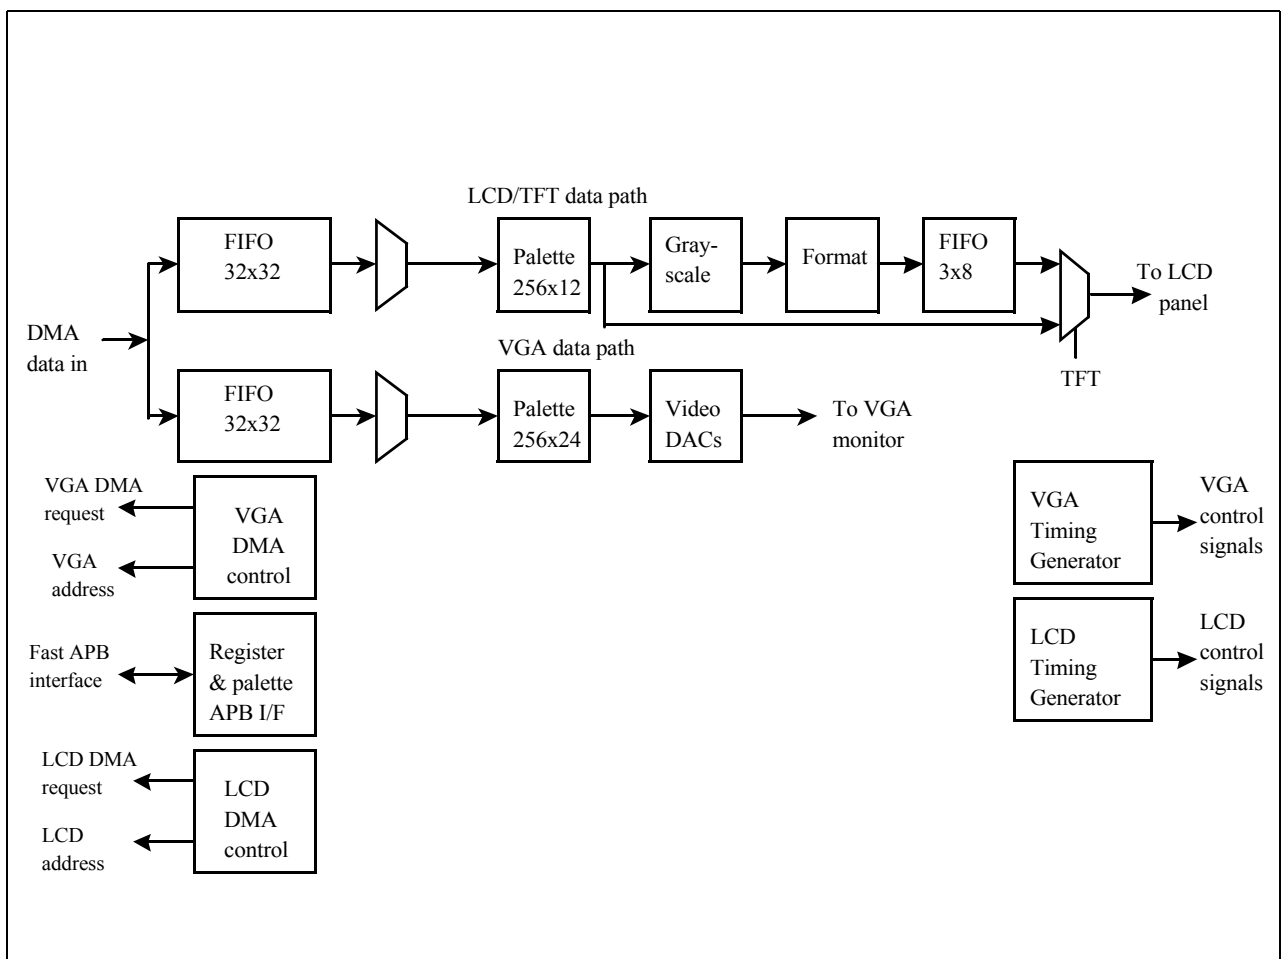 LCD/TFT data path
FIFO
32x32
Palette
256x12
Gray-
scale
Format
FIFO
3x8
To LCD
panel
DMA
data in
TFT
VGA data path
FIFO
32x32
Palette
256x24
Video
DACs
To VGA
monitor
VGA DMA
request
VGA
address
VGA
DMA
control
VGA
Timing
Generator
VGA
control
signals
Fast APB
interface
Register
& palette
APB I/F
LCD
Timing
Generator
LCD
control
signals
LCD DMA
request
LCD
address
LCD
DMA
control